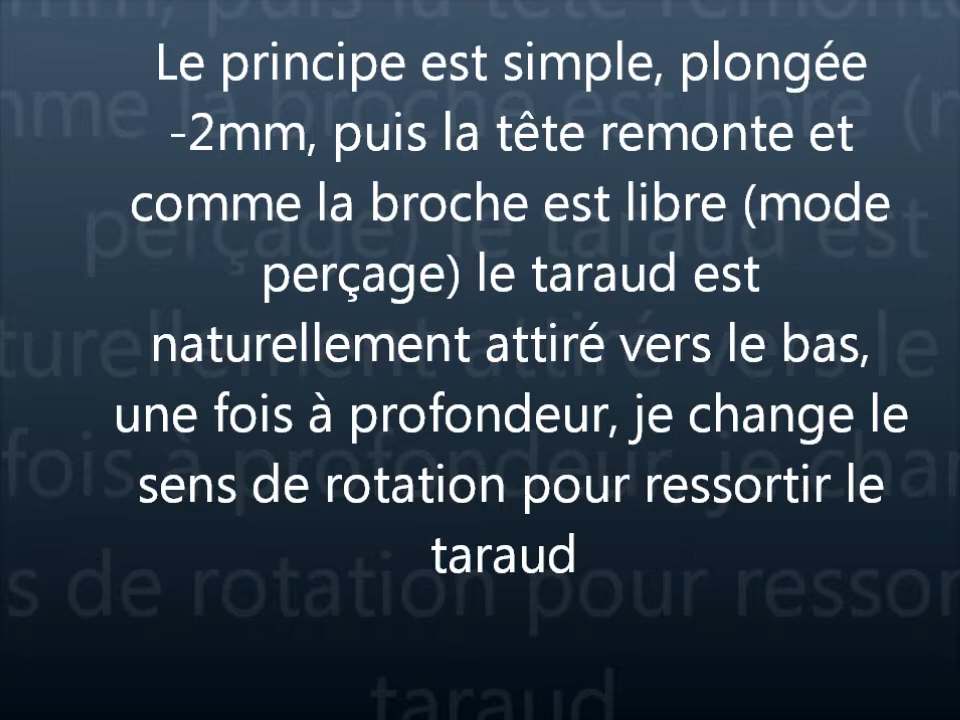 Le principe est simple, plongée
-2mm, puis la tête remonte et
comme la broche est libre (mode
perçage) le taraud est
naturellement attiré vers le bas,
une fois à profondeur, je change le
sens de rotation pour ressortir le
taraud